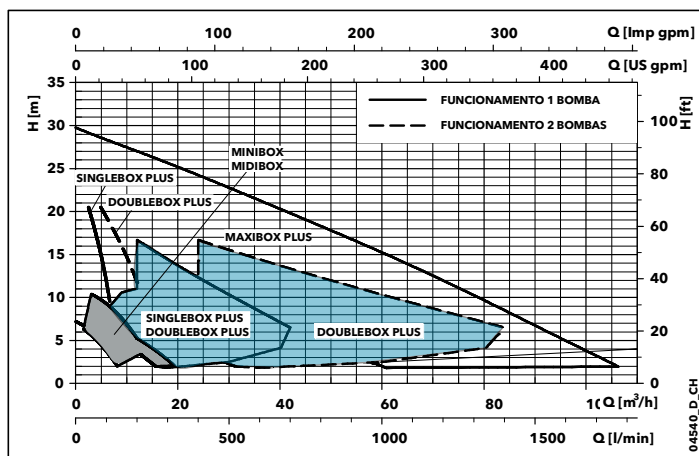 0 100 200 300 Q [Imp gpm]
0 100 200 300 400 Q [US gpm]
H [m]
H [ft]
35
30
25
20
15
10
5
0
100
80
60
40
20
0
FUNCIONAMENTO 1 BOMBA
FUNCIONAMENTO 2 BOMBAS
MINIBOX
MIDIBOX
SINGLEBOX PLUS
DOUBLEBOX PLUS
MAXIBOX PLUS
SINGLEBOX PLUS
DOUBLEBOX PLUS
DOUBLEBOX PLUS
0 20 40 60 80 Q [m³/h]
0 500 1000 1500 Q [l/min]
04540_D_CH